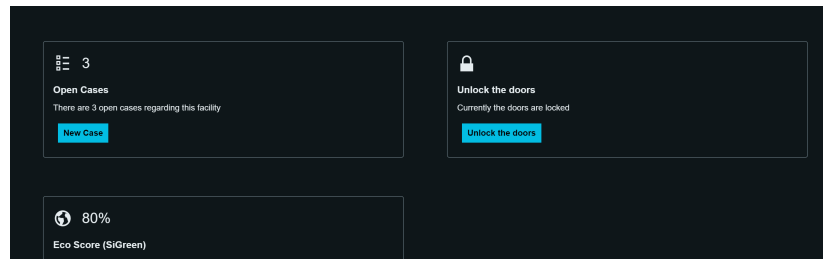 3
Open Cases
There are 3 open cases regarding this facility
New Case
Unlock the doors
Currently the doors are locked
Unlock the doors
80%
Eco Score (SiGreen)